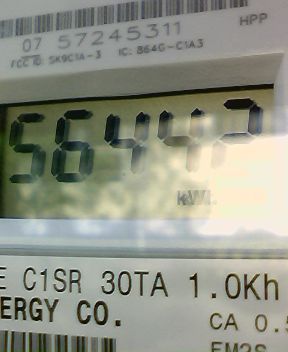 07 57245311 HPP
FCC ID: SK9C1A-3 IC: 864G-C1A3
56442
kWh
E C1SR 30TA 1.0Kh
ERGY CO.
CA 0.5
EM2S